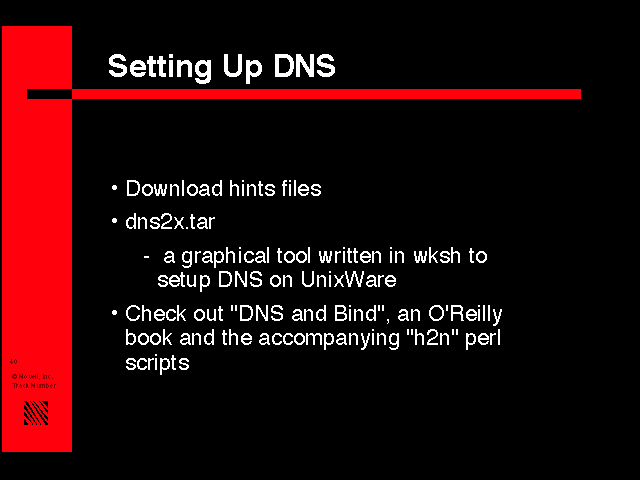 Setting Up DNS
• Download hints files
• dns2x.tar
- a graphical tool written in wksh to
setup DNS on UnixWare
• Check out "DNS and Bind", an O'Reilly
book and the accompanying "h2n" perl
scripts
© Novell, Inc.
Track Number